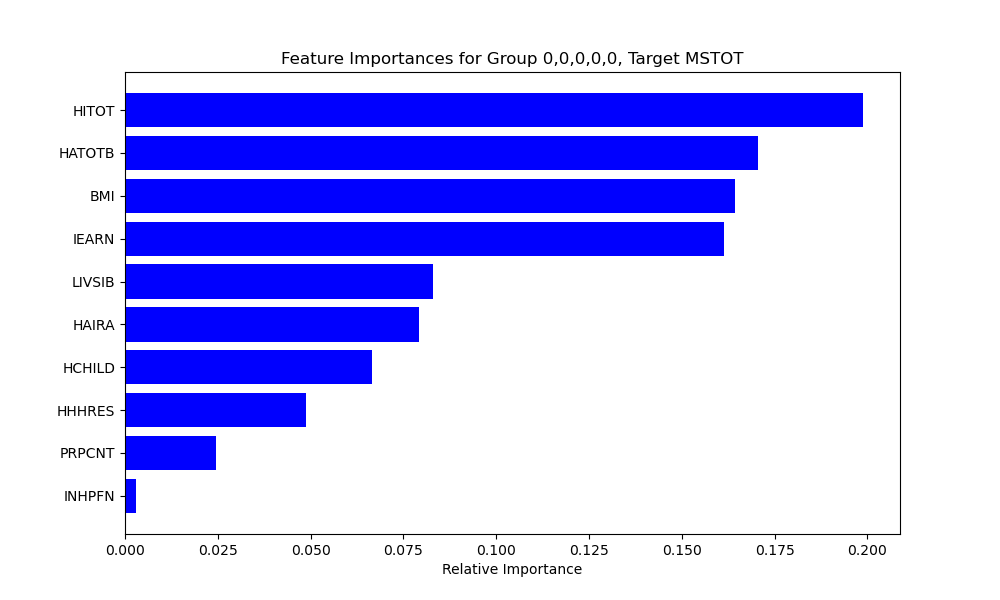 Feature Importances for Group 0,0,0,0,0, Target MSTOT
HITOT
HATOTB
BMI
IEARN
LIVSIB
HAIRA
HCHILD
HHHRES
PRPCNT
INHPFN
0.000 0.025 0.050 0.075 0.100 0.125 0.150 0.175 0.200
Relative Importance